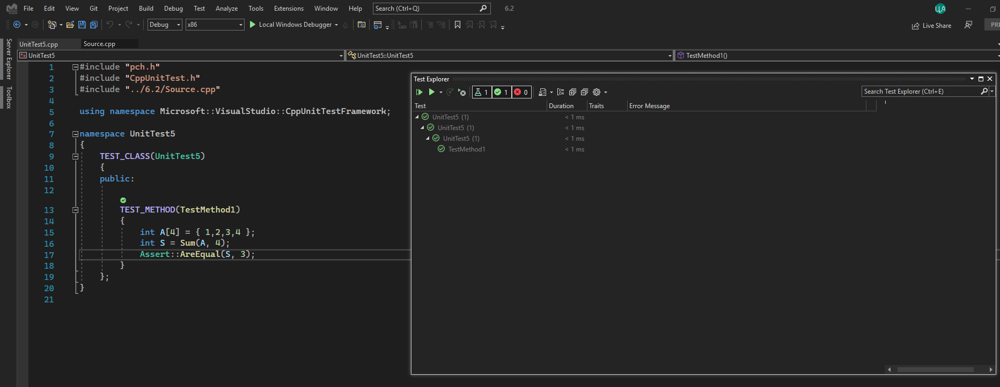 File Edit View Git Project Build Debug Test Analyze Tools Extensions Window Help Search (Ctrl+Q) 6.2 ЦА
PRE
Debug x86 Local Windows Debugger Live Share PRE
Server Explorer
Toolbox
UnitTest5.cpp Source.cpp
UnitTest5 UnitTest5::UnitTest5 TestMethod1()
1 #include "pch.h"
2 #include "CppUnitTest.h"
3 #include "../6.2/Source.cpp"
4
5 using namespace Microsoft::VisualStudio::CppUnitTestFramework;
6
7 namespace UnitTest5
8 {
9 TEST_CLASS(UnitTest5)
10 {
11 public:
12
13 TEST_METHOD(TestMethod1)
14 {
15 int A[4] = { 1,2,3,4 };
16 int S = Sum(A, 4);
17 Assert::AreEqual(S, 3);
18 }
19 };
20 }
21
Test Explorer
1 1 0 Search Test Explorer (Ctrl+E)
Test Duration Traits Error Message
UnitTest5 (1) < 1 ms
UnitTest5 (1) < 1 ms
UnitTest5 (1) < 1 ms
TestMethod1 < 1 ms